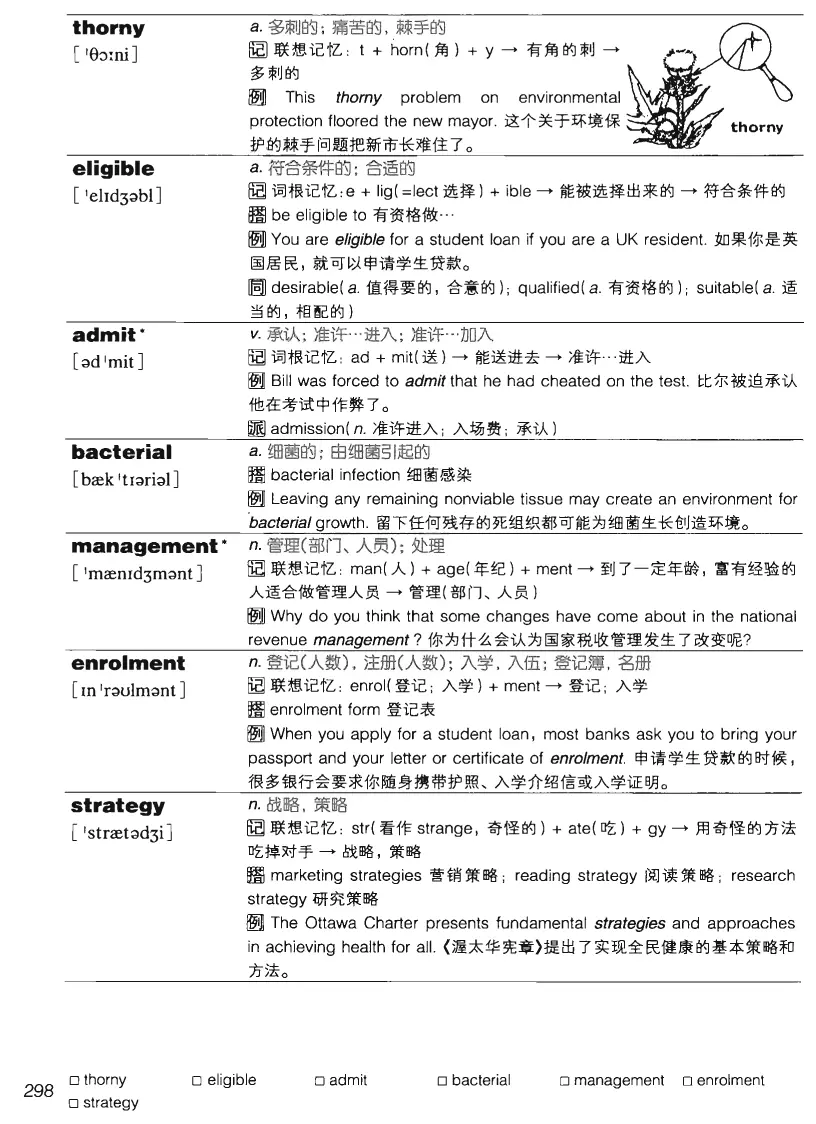 thorny
[ ˈθɔːni ]
a. 多刺的；痛苦的，棘手的
记 联想记忆：t + horn( 角 ) + y → 有角的刺 →
多刺的
例 This thorny problem on environmental
protection floored the new mayor. 这个关于环境保
护的棘手问题把新市长难住了。
thorny
eligible
[ ˈelɪdʒəbl ]
a. 符合条件的；合适的
记 词根记忆：e + lig( =lect 选择 ) + ible → 能被选择出来的 → 符合条件的
搭 be eligible to 有资格做…
例 You are eligible for a student loan if you are a UK resident. 如果你是英
国居民，就可以申请学生贷款。
同 desirable( a. 值得要的，合意的 )；qualified( a. 有资格的 )；suitable( a. 适
当的，相配的 )
admit *
[ ədˈmit ]
v. 承认；准许…进入；准许…加入
记 词根记忆：ad + mit( 送 ) → 能送进去 → 准许…进入
例 Bill was forced to admit that he had cheated on the test. 比尔被迫承认
他在考试中作弊了。
派 admission( n. 准许进入；入场费；承认 )
bacterial
[ bækˈtɪəriəl ]
a. 细菌的；由细菌引起的
搭 bacterial infection 细菌感染
例 Leaving any remaining nonviable tissue may create an environment for
bacterial growth. 留下任何残存的死组织都可能为细菌生长创造环境。
management *
[ ˈmænɪdʒmənt ]
n. 管理(部门、人员)；处理
记 联想记忆：man( 人 ) + age( 年纪 ) + ment → 到了一定年龄，富有经验的
人适合做管理人员 → 管理( 部门、人员 )
例 Why do you think that some changes have come about in the national
revenue management ? 你为什么会认为国家税收管理发生了改变呢?
enrolment
[ ɪnˈrəʊlmənt ]
n. 登记(人数)，注册(人数)；入学，入伍；登记簿，名册
记 联想记忆：enrol( 登记；入学 ) + ment → 登记；入学
搭 enrolment form 登记表
例 When you apply for a student loan, most banks ask you to bring your
passport and your letter or certificate of enrolment. 申请学生贷款的时候，
很多银行会要求你随身携带护照、入学介绍信或入学证明。
strategy
[ ˈstrætədʒi ]
n. 战略，策略
记 联想记忆：str( 看作 strange，奇怪的 ) + ate( 吃 ) + gy → 用奇怪的方法
吃掉对手 → 战略，策略
搭 marketing strategies 营销策略；reading strategy 阅读策略；research
strategy 研究策略
例 The Ottawa Charter presents fundamental strategies and approaches
in achieving health for all.《渥太华宪章》提出了实现全民健康的基本策略和
方法。
298 □ thorny □ eligible □ admit □ bacterial □ management □ enrolment
□ strategy